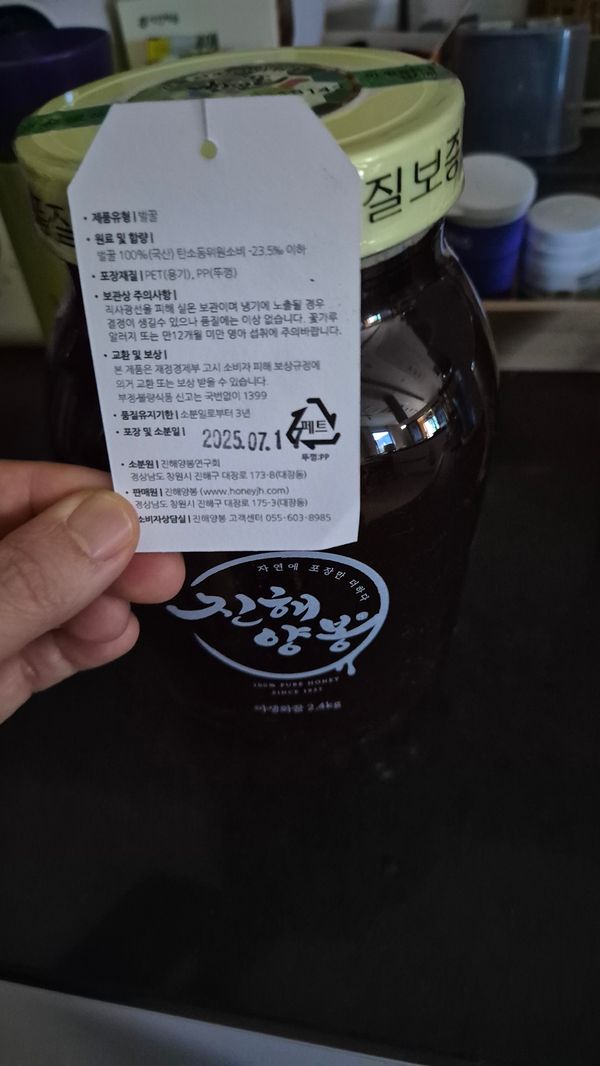 질보증
• 제품유형 | 벌꿀
• 원료 및 함량 |
벌꿀 100%(국산) 탄소동위원소비 -23.5‰ 이하
• 포장재질 | PET(용기), PP(뚜껑)
• 보관상 주의사항 |
직사광선을 피해 실온 보관이며 냉기에 노출될 경우
결정이 생길수 있으나 품질에는 이상 없습니다. 꽃가루
알러지 또는 만12개월 미만 영아 섭취에 주의바랍니다.
• 교환 및 보상 |
본 제품은 재정경제부 고시 소비자 피해 보상규정에
의거 교환 또는 보상 받을 수 있습니다.
부정·불량식품 신고는 국번없이 1399
• 품질유지기한 | 소분일로부터 3년
• 포장 및 소분일 | 2025.07.1
페트
뚜껑:PP
• 소분원 | 진해양봉연구회
경상남도 창원시 진해구 대장로 173-8(대장동)
• 판매원 | 진해양봉 (www.honeyjh.com)
경상남도 창원시 진해구 대장로 175-3(대장동)
소비자상담실 | 진해양봉 고객센터 055-603-8985
자연에 포장만 더하다
진해
양봉
100% PURE HONEY
SINCE 1937
야생화꿀 2.4kg